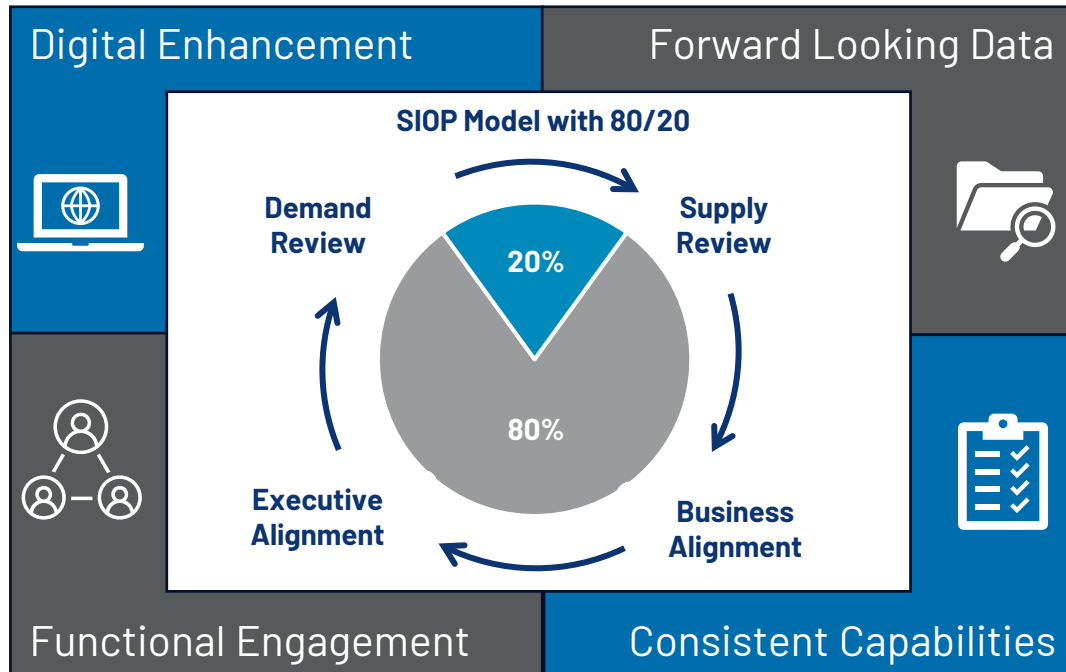 Digital Enhancement
Forward Looking Data
SIOP Model with 80/20
Demand
Review
Supply
Review
20%
80%
Executive
Alignment
Business
Alignment
Functional Engagement
Consistent Capabilities